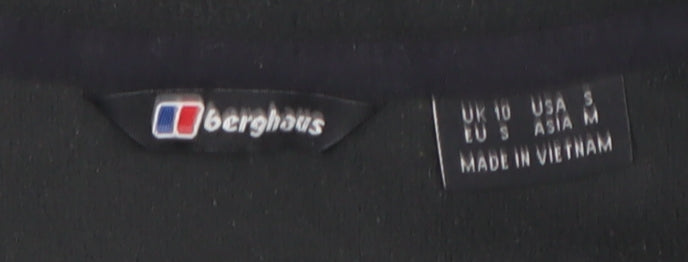 berghaus
UK 10 USA S
EU S ASIA M
MADE IN VIETNAM